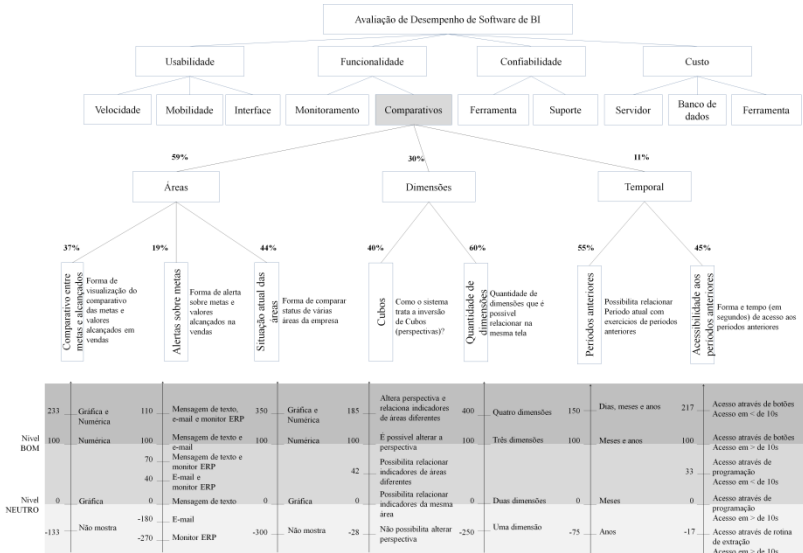 Avaliação de Desempenho de Software de BI
Usabilidade
Funcionalidade
Confiabilidade
Custo
Velocidade
Mobilidade
Interface
Monitoramento
Comparativos
Ferramenta
Suporte
Servidor
Banco de
dados
Ferramenta
59%
30%
11%
Áreas
Dimensões
Temporal
37%
19%
44%
40%
60%
55%
45%
Comparativo entre
metas e alcançados
Forma de
visualização do
comparativo
das metas e
valores
alcançados em
vendas
Alertas sobre metas
Forma de alerta
sobre metas e
valores
alcançados na
vendas
Situação atual das
áreas
Forma de comparar
status de várias
áreas da empresa
Cubos
Como o sistema
trata a inversão
de Cubos
(perspectivas)?
Quantidade de
dimensões
Quantidade de
dimensões que é
possivel
relacionar na
mesma tela
Períodos anteriores
Possibilita relacionar
Periodo atual com
exercicios de periodos
anteriores
Acessibilidade aos
períodos anteriores
Forma e tempo (em
segundos) de acesso aos
periodos anteriores
Nivel
BOM
Nivel
NEUTRO
233
Gráfica e
Numérica
100
Numérica
0
Gráfica
-133
Não mostra
110
Mensagem de texto,
e-mail e monitor ERP
100
Mensagem de texto e
e-mail
70
Mensagem de texto e
monitor ERP
40
E-mail e
monitor ERP
0
Mensagem de texto
-180
E-mail
-270
Monitor ERP
350
Gráfica e
Numérica
100
Numérica
0
Gráfica
-300
Não mostra
185
Altera perspectiva e
relaciona indicadores
de áreas diferentes
100
É possivel alterar a
perspectiva
42
Possibilita relacionar
indicadores de áreas
diferentes
0
Possibilita relacionar
indicadores da mesma
área
-28
Não possibilita alterar
perspectiva
400
Quatro dimensões
100
Três dimensões
0
Duas dimensões
-250
Uma dimensão
150
Dias, meses e anos
100
Meses e anos
0
Meses
-75
Anos
217
Acesso através de botões
Acesso em < de 10s
100
Acesso através de botões
Acesso em > de 10s
33
Acesso através de
programação
Acesso em < de 10s
0
Acesso através de
programação
Acesso em > de 10s
-17
Acesso através de rotina
de extração
Acesso em > de 10s